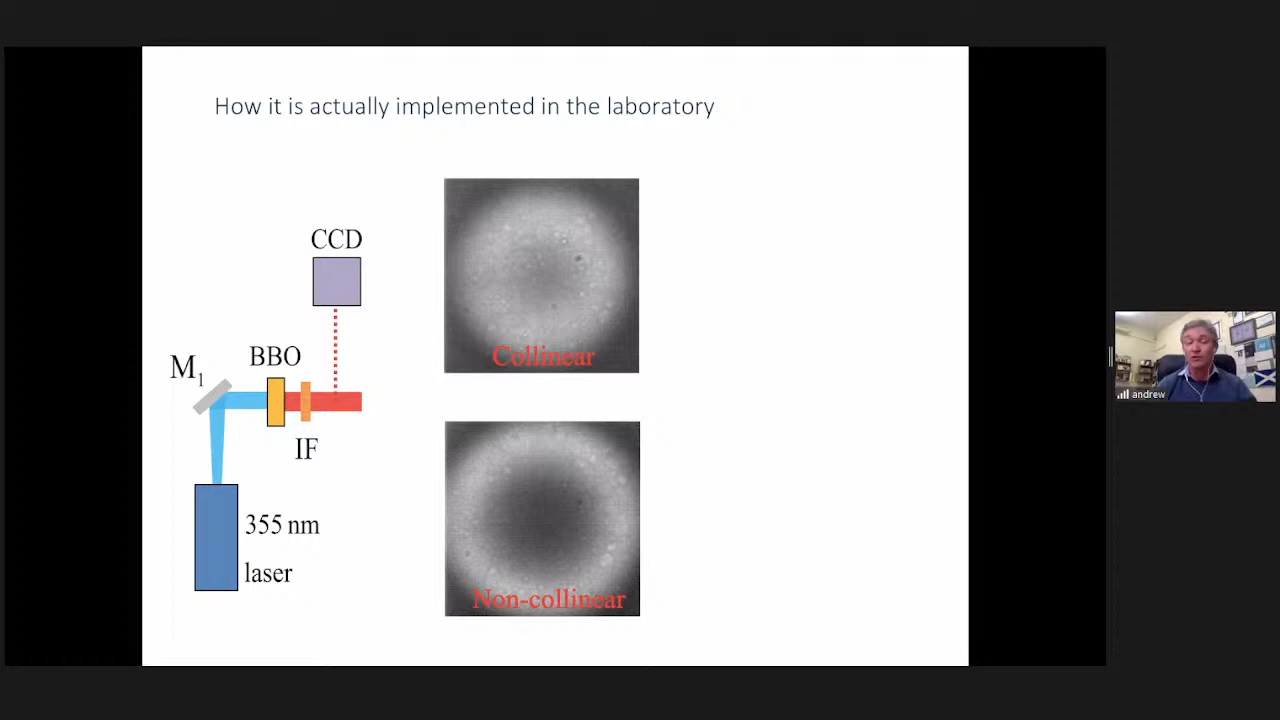 How it is actually implemented in the laboratory
CCD
M1
BBO
IF
355 nm
laser
Collinear
Non-collinear
andrew